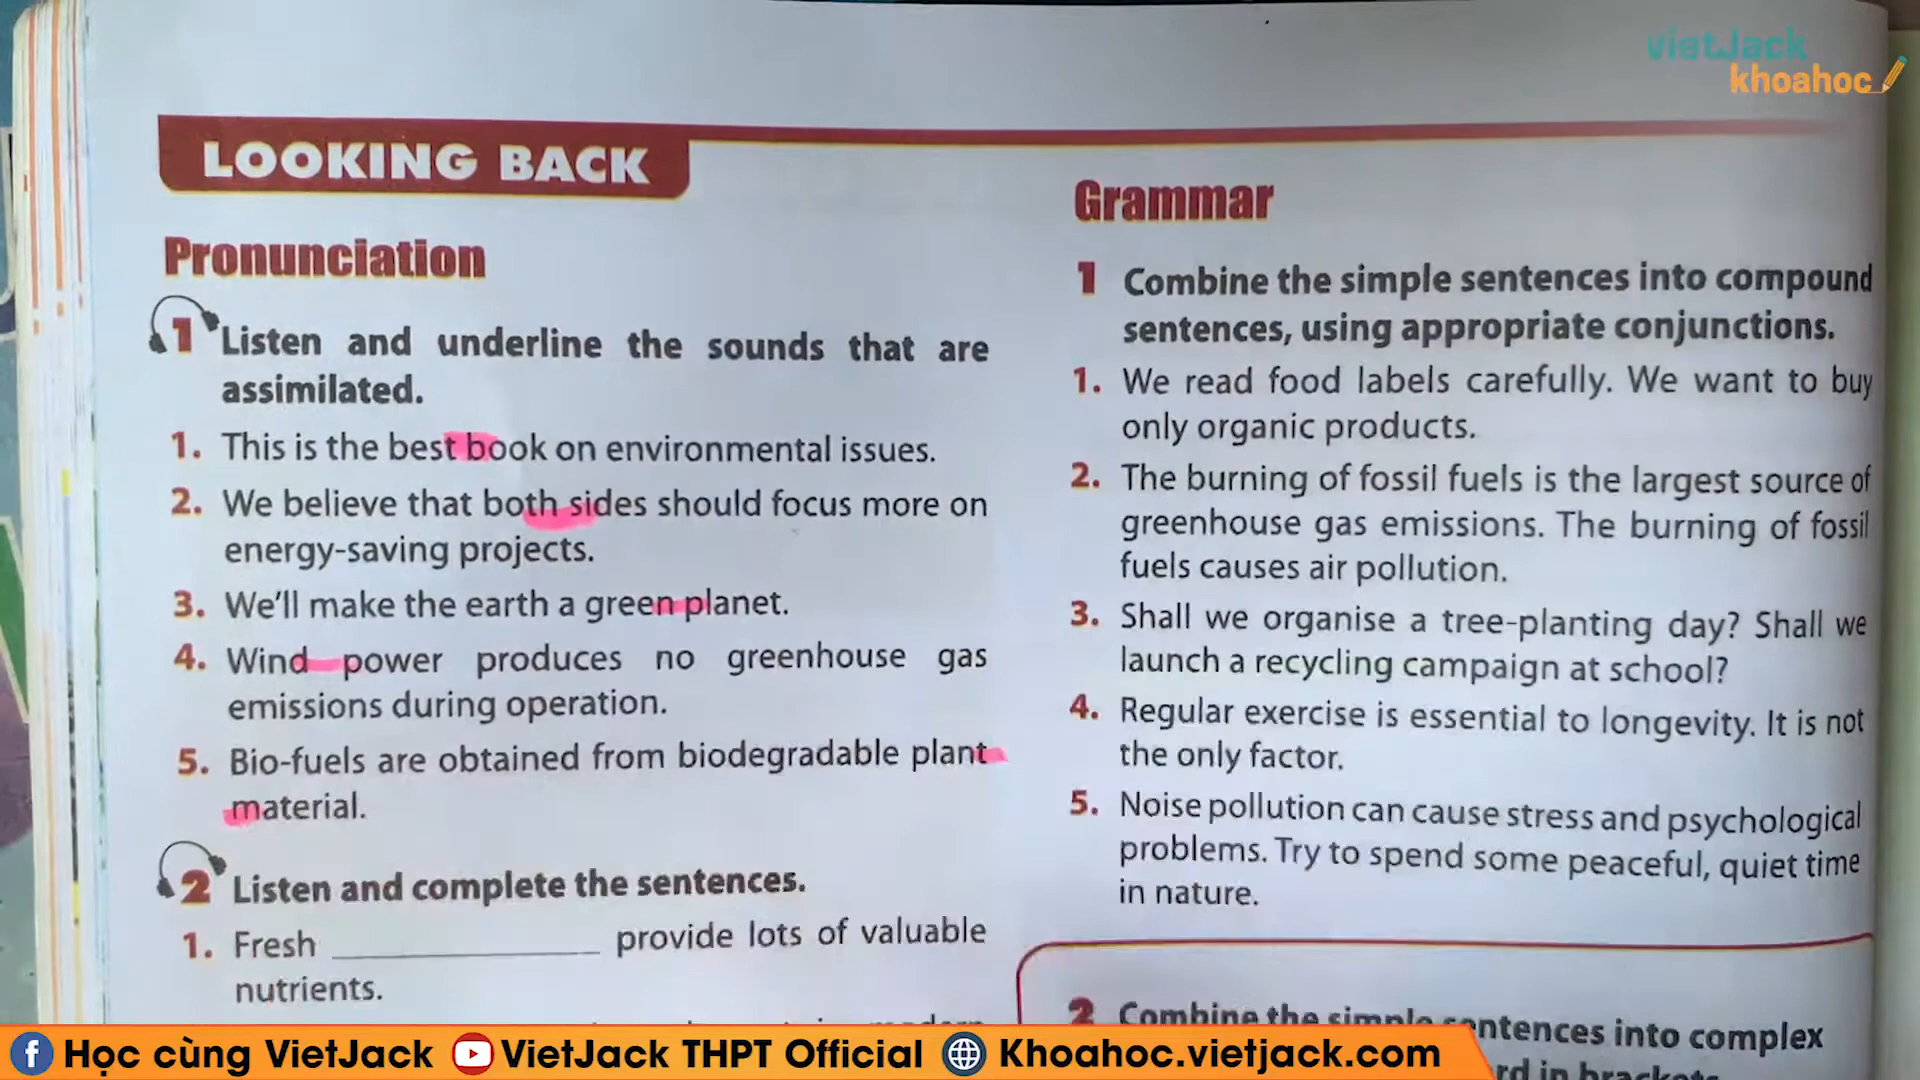 vietJack
khoahoc
LOOKING BACK
Pronunciation
1 Listen and underline the sounds that are
assimilated.
1. This is the best book on environmental issues.
2. We believe that both sides should focus more on
energy-saving projects.
3. We'll make the earth a green planet.
4. Wind power produces no greenhouse gas
emissions during operation.
5. Bio-fuels are obtained from biodegradable plant
material.
2 Listen and complete the sentences.
1. Fresh ______________ provide lots of valuable
nutrients.
Grammar
1 Combine the simple sentences into compound
sentences, using appropriate conjunctions.
1. We read food labels carefully. We want to buy
only organic products.
2. The burning of fossil fuels is the largest source of
greenhouse gas emissions. The burning of fossil
fuels causes air pollution.
3. Shall we organise a tree-planting day? Shall we
launch a recycling campaign at school?
4. Regular exercise is essential to longevity. It is not
the only factor.
5. Noise pollution can cause stress and psychological
problems. Try to spend some peaceful, quiet time
in nature.
2 Combine the simple sentences into complex
in brackets
Học cùng VietJack VietJack THPT Official Khoahoc.vietjack.com